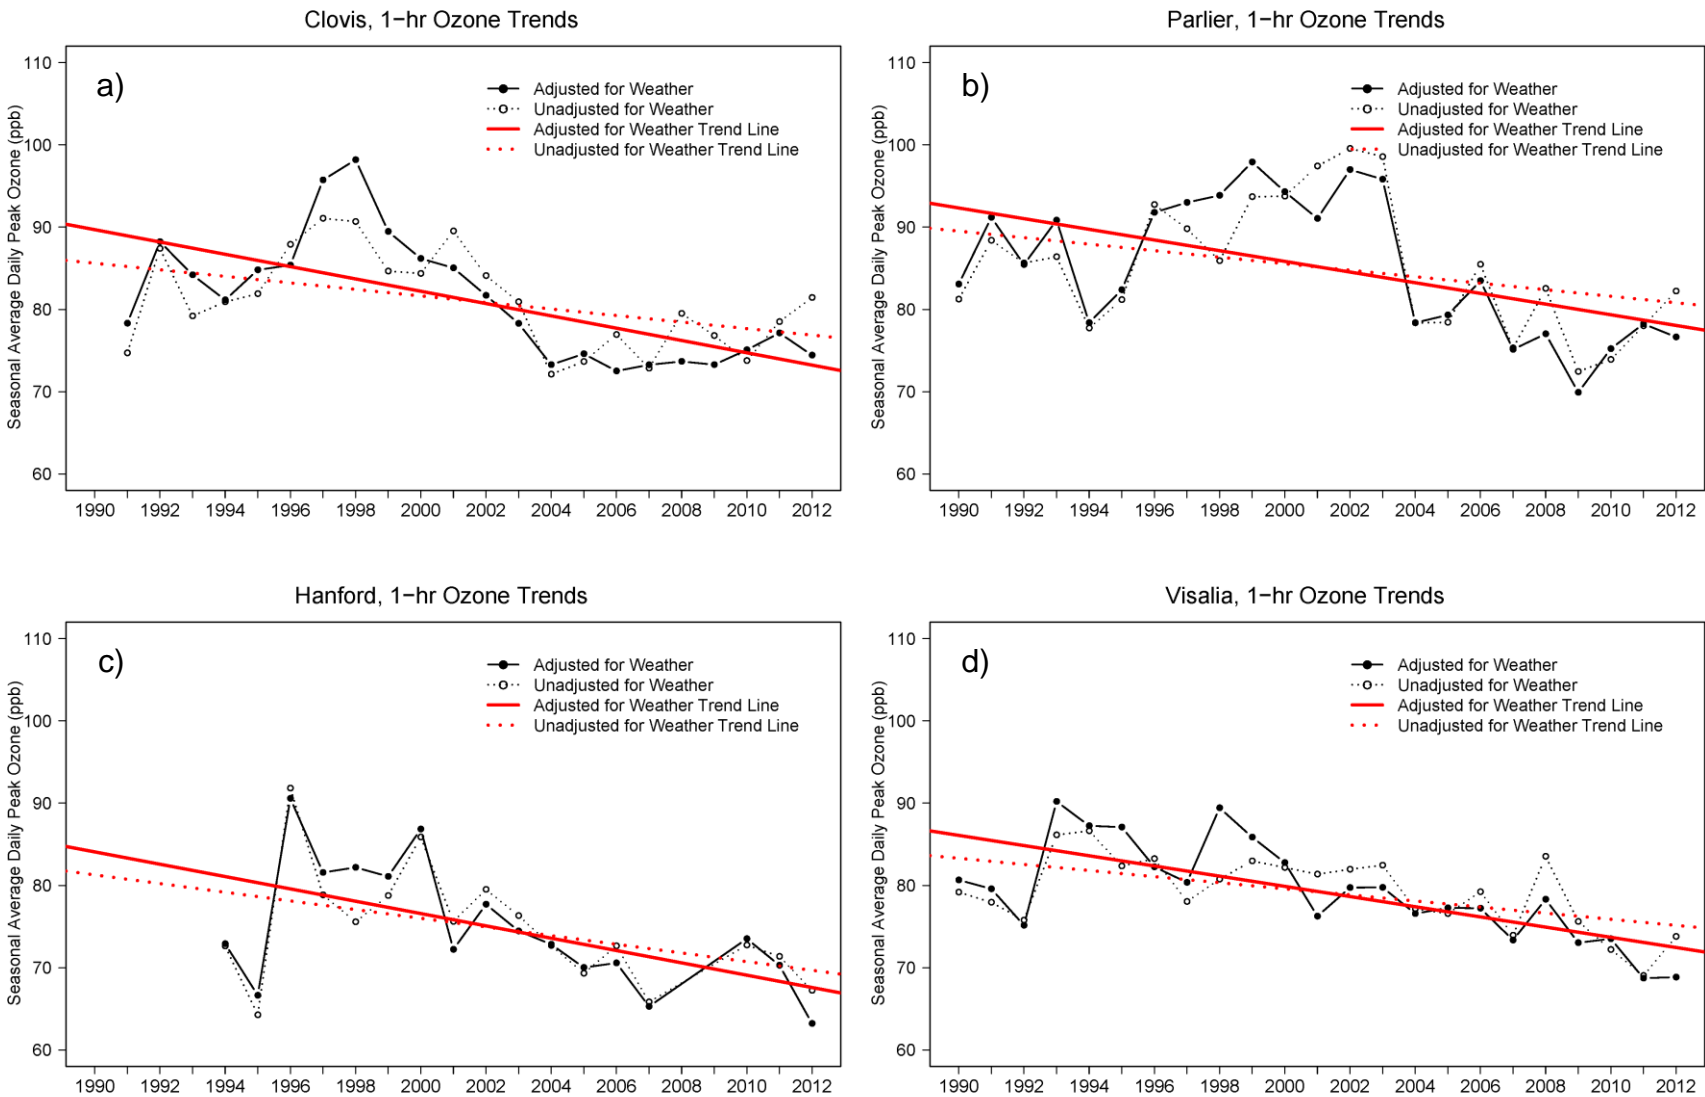 Clovis, 1−hr Ozone Trends
a)
Adjusted for Weather
Unadjusted for Weather
Adjusted for Weather Trend Line
Unadjusted for Weather Trend Line
Seasonal Average Daily Peak Ozone (ppb)
110
100
90
80
70
60
1990 1992 1994 1996 1998 2000 2002 2004 2006 2008 2010 2012
Parlier, 1−hr Ozone Trends
b)
Adjusted for Weather
Unadjusted for Weather
Adjusted for Weather Trend Line
Unadjusted for Weather Trend Line
Seasonal Average Daily Peak Ozone (ppb)
110
100
90
80
70
60
1990 1992 1994 1996 1998 2000 2002 2004 2006 2008 2010 2012
Hanford, 1−hr Ozone Trends
c)
Adjusted for Weather
Unadjusted for Weather
Adjusted for Weather Trend Line
Unadjusted for Weather Trend Line
Seasonal Average Daily Peak Ozone (ppb)
110
100
90
80
70
60
1990 1992 1994 1996 1998 2000 2002 2004 2006 2008 2010 2012
Visalia, 1−hr Ozone Trends
d)
Adjusted for Weather
Unadjusted for Weather
Adjusted for Weather Trend Line
Unadjusted for Weather Trend Line
Seasonal Average Daily Peak Ozone (ppb)
110
100
90
80
70
60
1990 1992 1994 1996 1998 2000 2002 2004 2006 2008 2010 2012